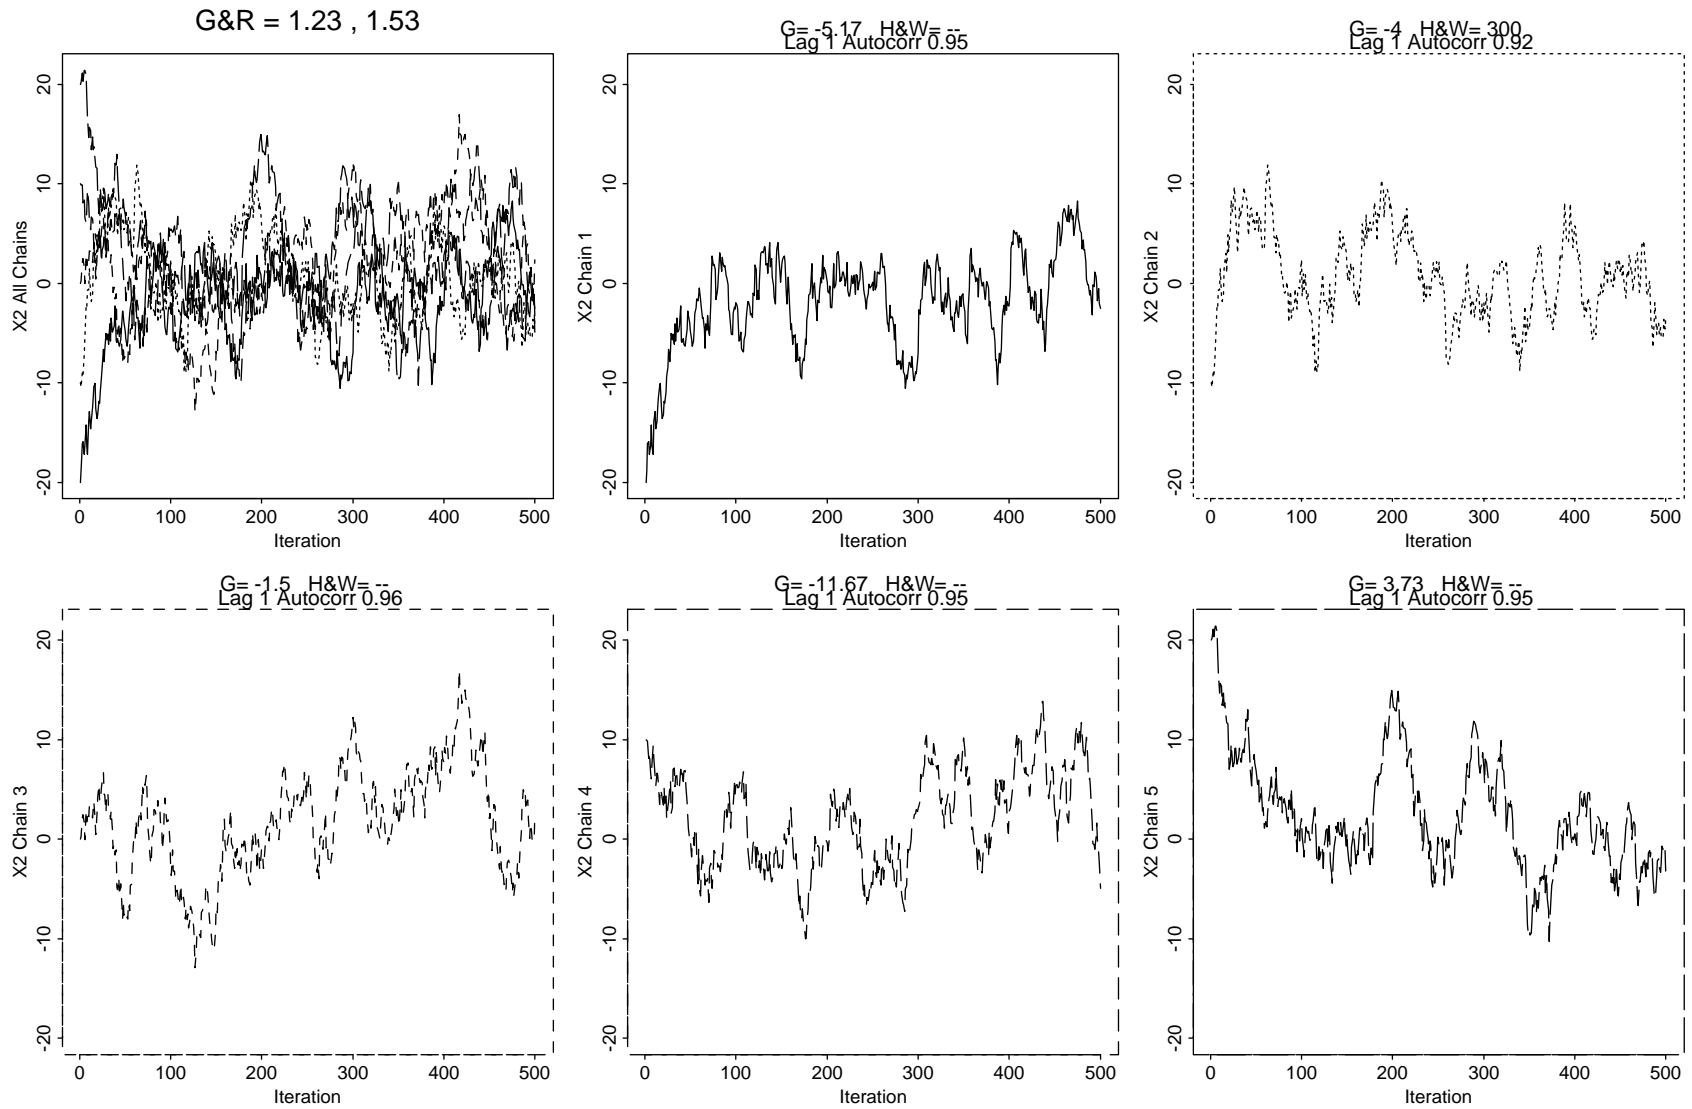 G&R = 1.23 , 1.53
X2 All Chains
20
10
0
-10
-20
0 100 200 300 400 500
Iteration
G= -5.17 H&W= --
Lag 1 Autocorr 0.95
X2 Chain 1
20
10
0
-10
-20
0 100 200 300 400 500
Iteration
G= -4 H&W= 300
Lag 1 Autocorr 0.92
X2 Chain 2
20
10
0
-10
-20
0 100 200 300 400 500
Iteration
G= -1.5 H&W= --
Lag 1 Autocorr 0.96
X2 Chain 3
20
10
0
-10
-20
0 100 200 300 400 500
Iteration
G= -11.67 H&W= --
Lag 1 Autocorr 0.95
X2 Chain 4
20
10
0
-10
-20
0 100 200 300 400 500
Iteration
G= 3.73 H&W= --
Lag 1 Autocorr 0.95
X2 Chain 5
20
10
0
-10
-20
0 100 200 300 400 500
Iteration